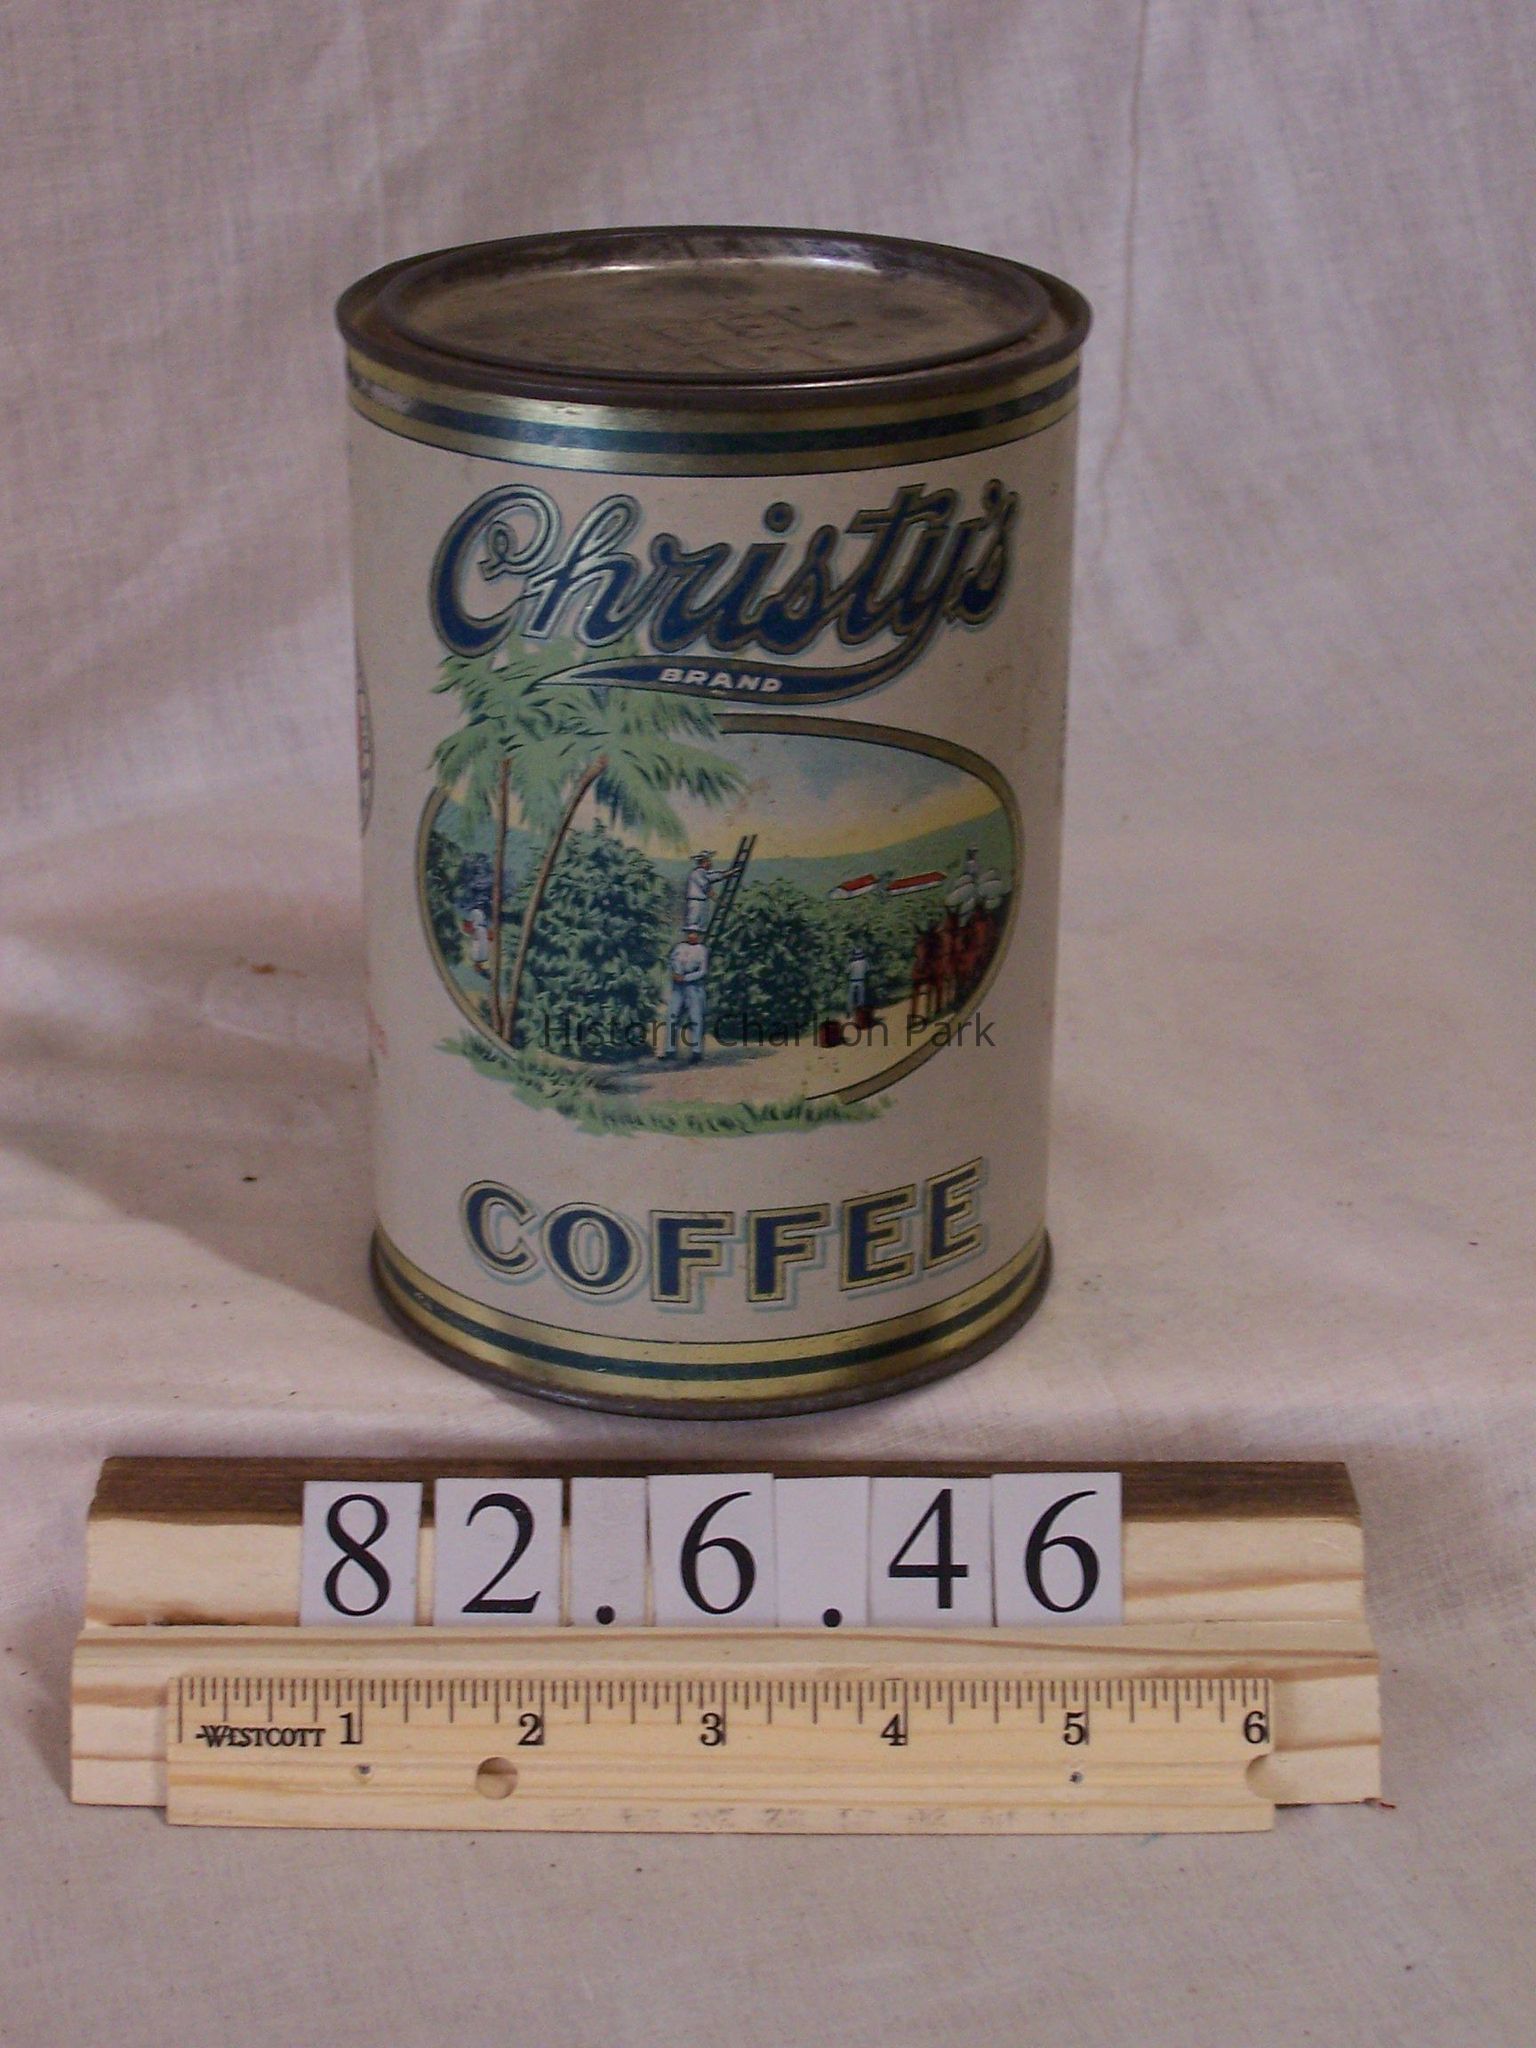 Christy's
BRAND
Historic Charlton Park
COFFEE
82.6.46
WESTCOTT 1 2 3 4 5 6